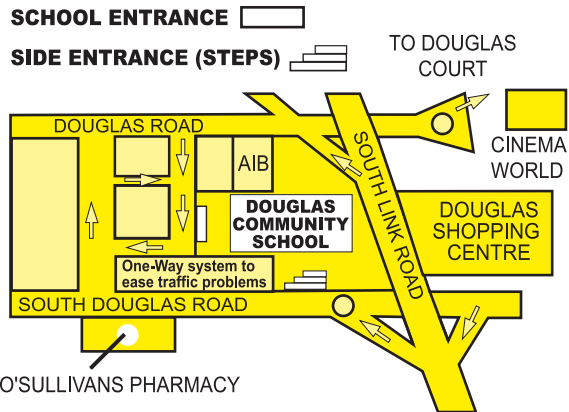 SCHOOL ENTRANCE
SIDE ENTRANCE (STEPS)
TO DOUGLAS
COURT
DOUGLAS ROAD
CINEMA
WORLD
AIB
SOUTH LINK ROAD
DOUGLAS
COMMUNITY
SCHOOL
DOUGLAS
SHOPPING
CENTRE
One-Way system to
ease traffic problems
SOUTH DOUGLAS ROAD
O'SULLIVANS PHARMACY